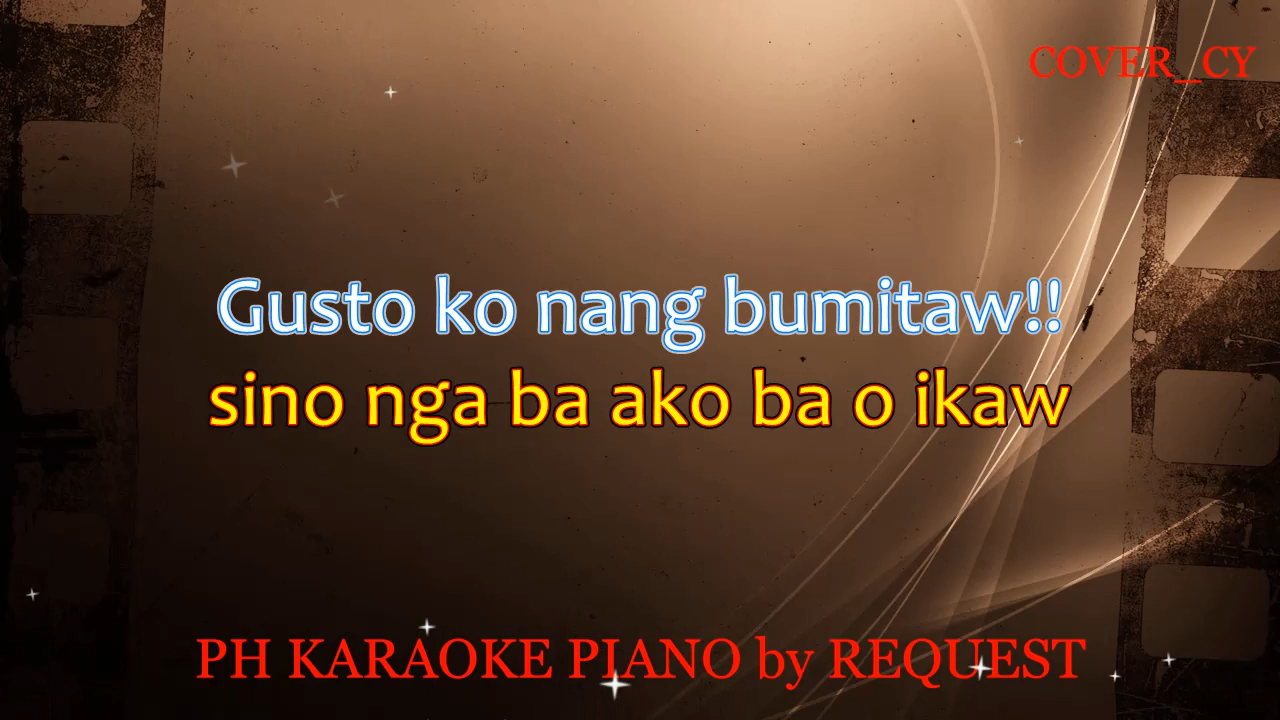 COVER_CY
Gusto ko nang bumitaw!!
sino nga ba ako ba o ikaw
PH KARAOKE PIANO by REQUEST